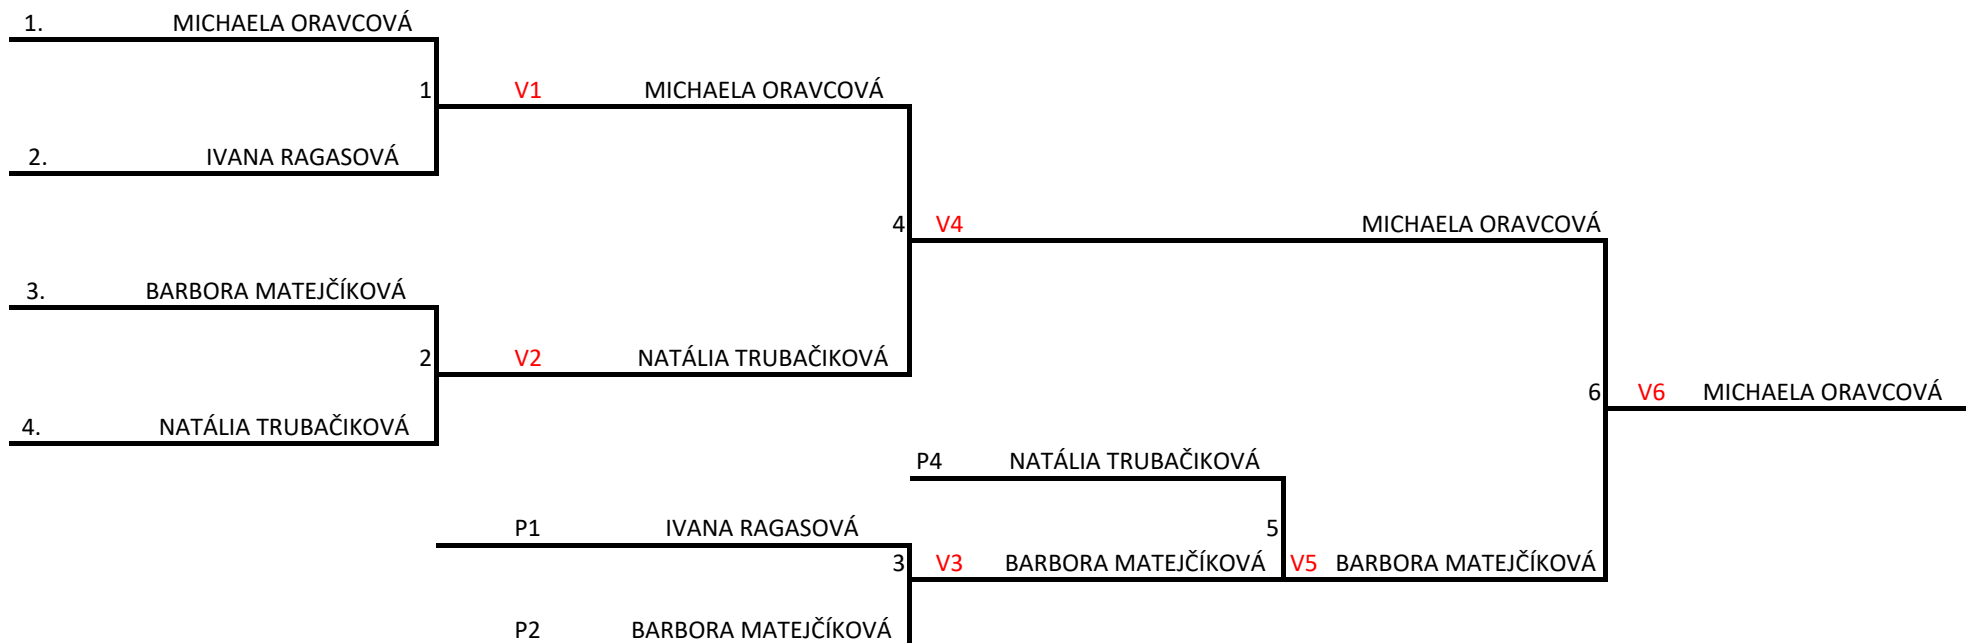 1. MICHAELA ORAVCOVÁ
1 V1 MICHAELA ORAVCOVÁ
2. IVANA RAGASOVÁ
4 V4 MICHAELA ORAVCOVÁ
3. BARBORA MATEJČÍKOVÁ
2 V2 NATÁLIA TRUBAČIKOVÁ
6 V6 MICHAELA ORAVCOVÁ
4. NATÁLIA TRUBAČIKOVÁ
P4 NATÁLIA TRUBAČIKOVÁ
P1 IVANA RAGASOVÁ 5
3 V3 BARBORA MATEJČÍKOVÁ V5 BARBORA MATEJČÍKOVÁ
P2 BARBORA MATEJČÍKOVÁ